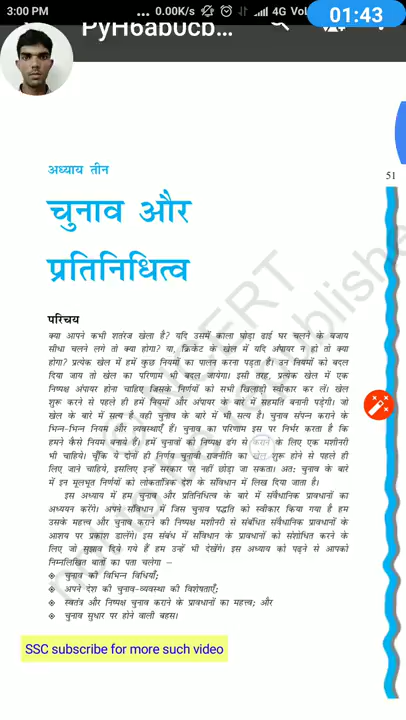 3:00 PM
... 0.00K/s
4G VoL
01:43
PyH6ab0cb...
51
अध्याय तीन
चुनाव और
प्रतिनिधित्व
परिचय
क्या आपने कभी शतरंज खेला है? यदि उसमें काला घोड़ा ढाई घर चलने के बजाय
सीधा चलने लगे तो क्या होगा? या, क्रिकेट के खेल में यदि अंपायर न हो तो क्या
होगा? प्रत्येक खेल में हमें कुछ नियमों का पालन करना पड़ता है। उन नियमों को बदल
दिया जाय तो खेल का परिणाम भी बदल जायेगा। इसी तरह, प्रत्येक खेल में एक
निष्पक्ष अंपायर होना चाहिए जिसके निर्णयों को सभी खिलाड़ी स्वीकार कर लें। खेल
शुरू करने से पहले ही हमें नियमों और अंपायर के बारे में सहमति बनानी पड़ेगी। जो
खेल के बारे में सत्य है वही चुनाव के बारे में भी सत्य है। चुनाव संपन्न कराने के
भिन्न-भिन्न नियम और व्यवस्थाएँ हैं। चुनाव का परिणाम इस पर निर्भर करता है कि
हमने कैसे नियम बनाये हैं। हमें चुनावों को निष्पक्ष ढंग से कराने के लिए एक मशीनरी
भी चाहिये। चूँकि ये दोनों ही निर्णय चुनावी राजनीति का खेल शुरू होने से पहले ही
लिए जाने चाहिये, इसलिए इन्हें सरकार पर नहीं छोड़ा जा सकता। अत: चुनाव के बारे
में इन मूलभूत निर्णयों को लोकतांत्रिक देश के संविधान में लिख दिया जाता है।
इस अध्याय में हम चुनाव और प्रतिनिधित्व के बारे में संवैधानिक प्रावधानों का
अध्ययन करेंगे। अपने संविधान में जिस चुनाव पद्धति को स्वीकार किया गया है हम
उसके महत्त्व और चुनाव कराने की निष्पक्ष मशीनरी से संबंधित संवैधानिक प्रावधानों के
आशय पर प्रकाश डालेंगे। इस संबंध में संविधान के प्रावधानों को संशोधित करने के
लिए जो सुझाव दिये गये हैं हम उन्हें भी देखेंगे। इस अध्याय को पढ़ने से आपको
निम्नलिखित बातों का पता चलेगा –
❖ चुनाव की विभिन्न विधियाँ;
❖ अपने देश की चुनाव-व्यवस्था की विशेषताएँ;
❖ स्वतंत्र और निष्पक्ष चुनाव कराने के प्रावधानों का महत्त्व; और
❖ चुनाव सुधार पर होने वाली बहस।
SSC subscribe for more such video